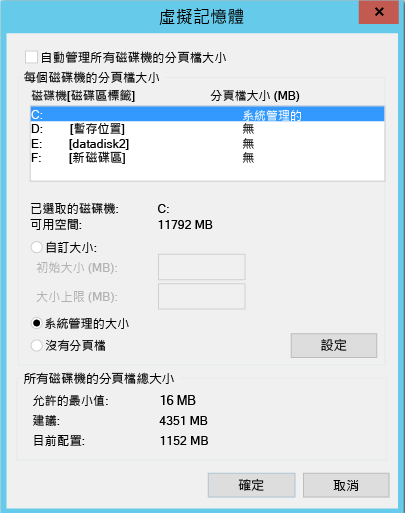 虛擬記憶體
自動管理所有磁碟機的分頁檔大小
每個磁碟機的分頁檔大小
磁碟機[磁碟區標籤] 分頁檔大小 (MB)
C: 系統管理的
D: [暫存位置] 無
E: [datadisk2] 無
F: [新磁碟區] 無
已選取的磁碟機: C:
可用空間: 11792 MB
自訂大小:
初始大小 (MB):
大小上限 (MB):
系統管理的大小
沒有分頁檔 設定
所有磁碟機的分頁檔總大小
允許的最小值: 16 MB
建議: 4351 MB
目前配置: 1152 MB
確定 取消